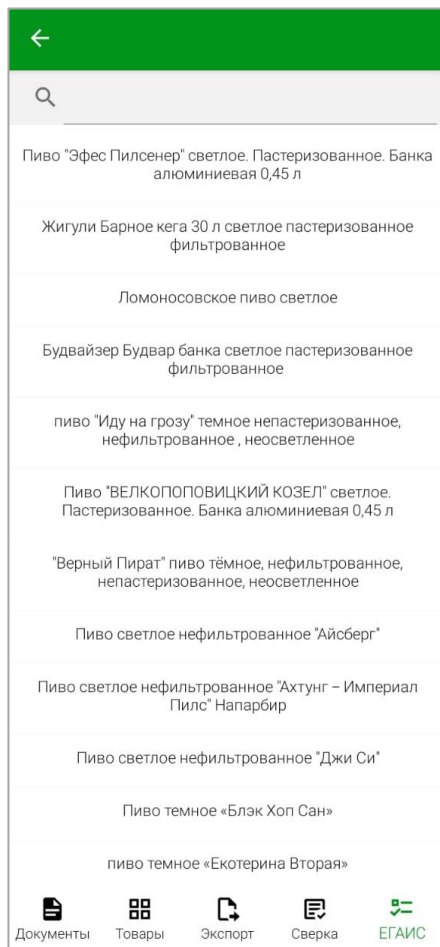 Пиво "Эфес Пилсенер" светлое. Пастеризованное. Банка
алюминиевая 0,45 л
Жигули Барное кега 30 л светлое пастеризованное
фильтрованное
Ломоносовское пиво светлое
Будвайзер Будвар банка светлое пастеризованное
фильтрованное
пиво "Иду на грозу" темное непастеризованное,
нефильтрованное , неосветленное
Пиво "ВЕЛКОПОПОВИЦКИЙ КОЗЕЛ" светлое.
Пастеризованное. Банка алюминиевая 0,45 л
"Верный Пират" пиво тёмное, нефильтрованное,
непастеризованное, неосветленное
Пиво светлое нефильтрованное "Айсберг"
Пиво светлое нефильтрованное "Ахтунг – Империал
Пилс" Напарбир
Пиво светлое нефильтрованное "Джи Си"
Пиво темное «Блэк Хоп Сан»
пиво темное «Екотерина Вторая»
Документы Товары Экспорт Сверка ЕГАИС